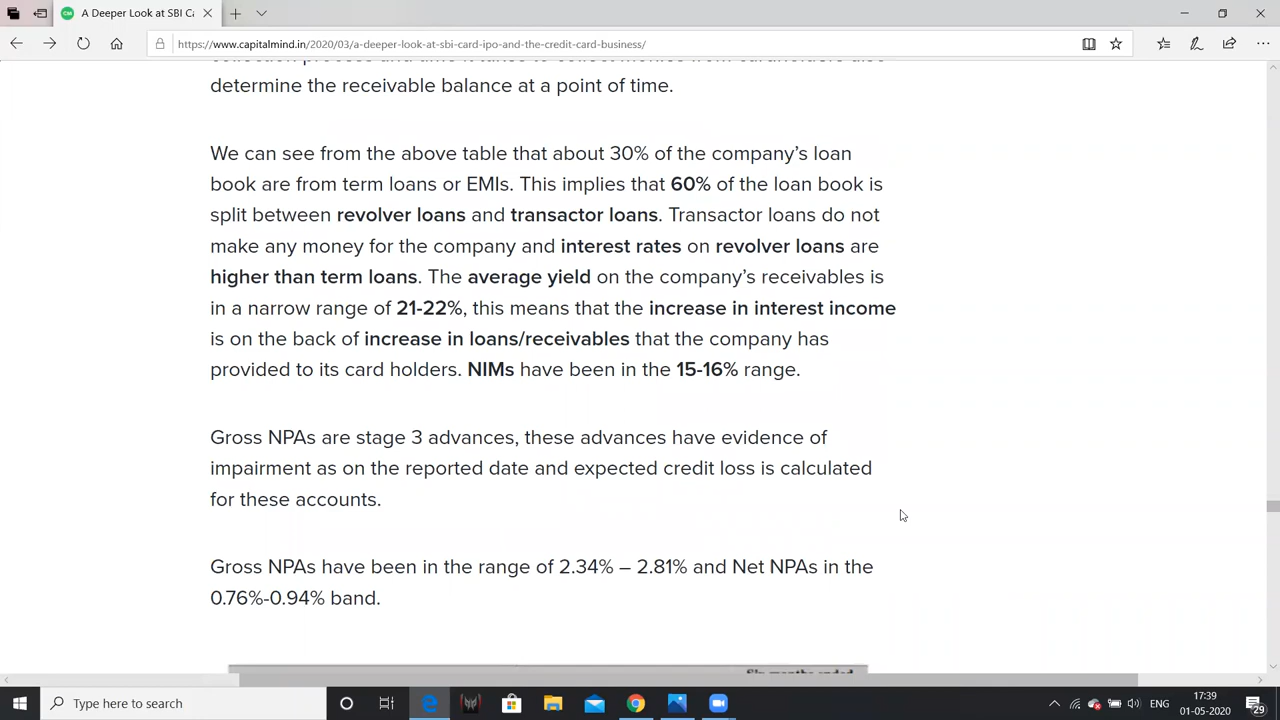 A Deeper Look at SBI Ca
https://www.capitalmind.in/2020/03/a-deeper-look-at-sbi-card-ipo-and-the-credit-card-business/
determine the receivable balance at a point of time.
We can see from the above table that about 30% of the company's loan
book are from term loans or EMIs. This implies that 60% of the loan book is
split between revolver loans and transactor loans. Transactor loans do not
make any money for the company and interest rates on revolver loans are
higher than term loans. The average yield on the company's receivables is
in a narrow range of 21-22%, this means that the increase in interest income
is on the back of increase in loans/receivables that the company has
provided to its card holders. NIMs have been in the 15-16% range.
Gross NPAs are stage 3 advances, these advances have evidence of
impairment as on the reported date and expected credit loss is calculated
for these accounts.
Gross NPAs have been in the range of 2.34% – 2.81% and Net NPAs in the
0.76%-0.94% band.
Type here to search
ENG
17:39
01-05-2020
29